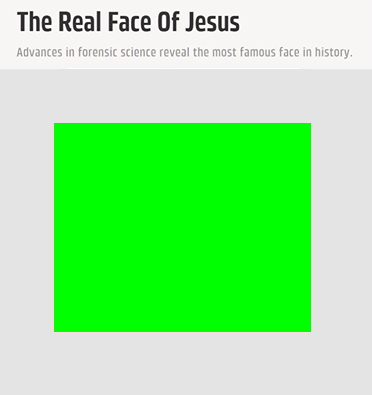 The Real Face Of Jesus
Advances in forensic science reveal the most famous face in history.